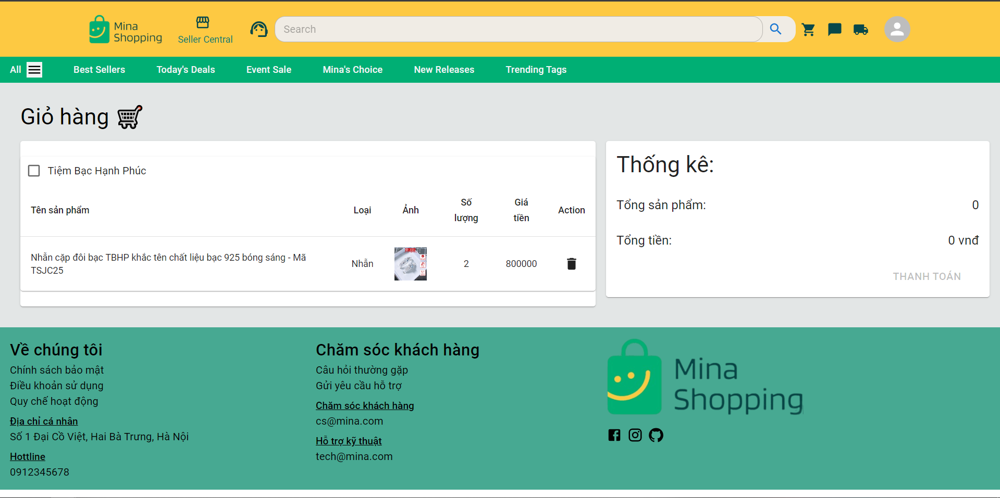 Mina
Shopping
Seller Central
Search
All
Best Sellers
Today's Deals
Event Sale
Mina's Choice
New Releases
Trending Tags
Giỏ hàng
Tiệm Bạc Hạnh Phúc
Tên sản phẩm
Loại
Ảnh
Số
lượng
Giá
tiền
Action
Nhẫn cặp đôi bạc TBHP khắc tên chất liệu bạc 925 bóng sáng - Mã
TSJC25
Nhẫn
2
800000
Thống kê:
Tổng sản phẩm: 0
Tổng tiền: 0 vnđ
THANH TOÁN
Về chúng tôi
Chính sách bảo mật
Điều khoản sử dụng
Quy chế hoạt động
Địa chỉ cá nhân
Số 1 Đại Cồ Việt, Hai Bà Trưng, Hà Nội
Hottline
0912345678
Chăm sóc khách hàng
Câu hỏi thường gặp
Gửi yêu cầu hỗ trợ
Chăm sóc khách hàng
cs@mina.com
Hỗ trợ kỹ thuật
tech@mina.com
Mina
Shopping